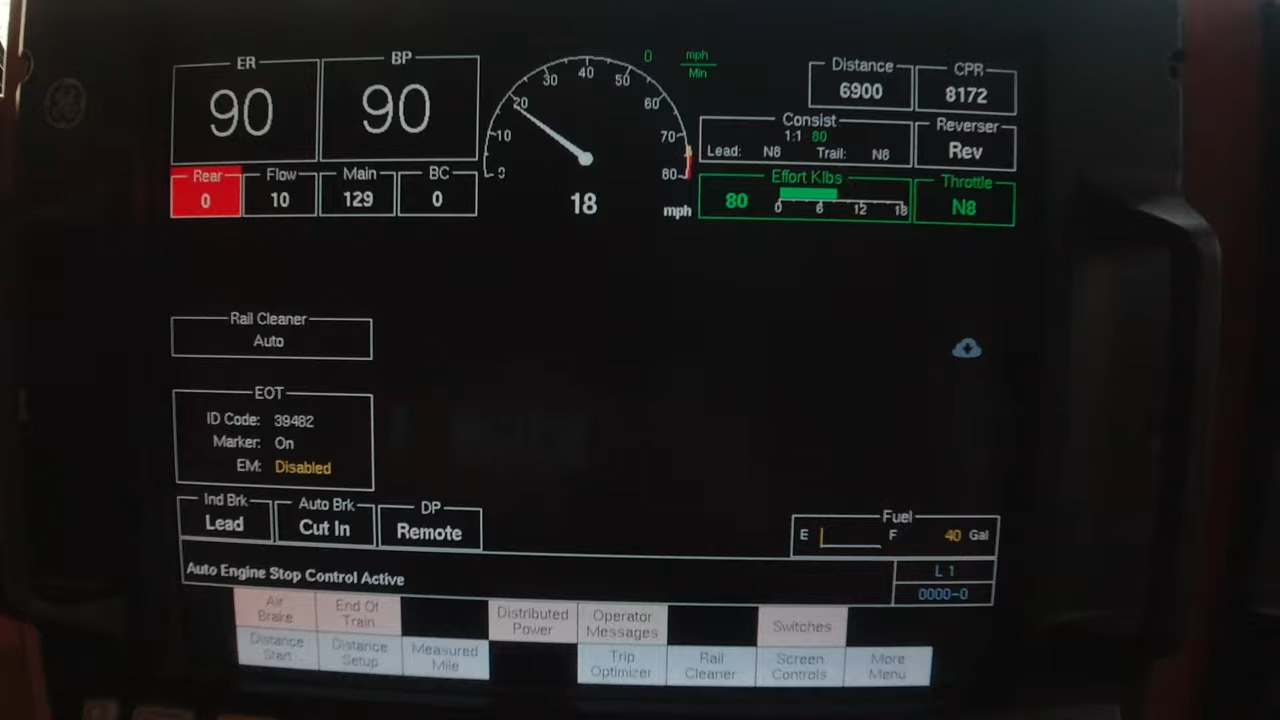 ER
90
BP
90
Rear
0
Flow
10
Main
129
BC
0
0
10
20
30
40
50
60
70
80
18
mph
0
mph
Min
Distance
6900
CPR
8172
Consist
1:1 80
Lead: N8 Trail: N8
Reverser
Rev
Effort Klbs
80
0 6 12 18
Throttle
N8
Rail Cleaner
Auto
EOT
ID Code: 39482
Marker: On
EM: Disabled
Ind Brk
Lead
Auto Brk
Cut In
DP
Remote
Fuel
E F 40 Gal
Auto Engine Stop Control Active
L 1
0000-0
Air
Brake
End Of
Train
Distributed
Power
Operator
Messages
Switches
Distance
Start
Distance
Setup
Measured
Mile
Trip
Optimizer
Rail
Cleaner
Screen
Controls
More
Menu